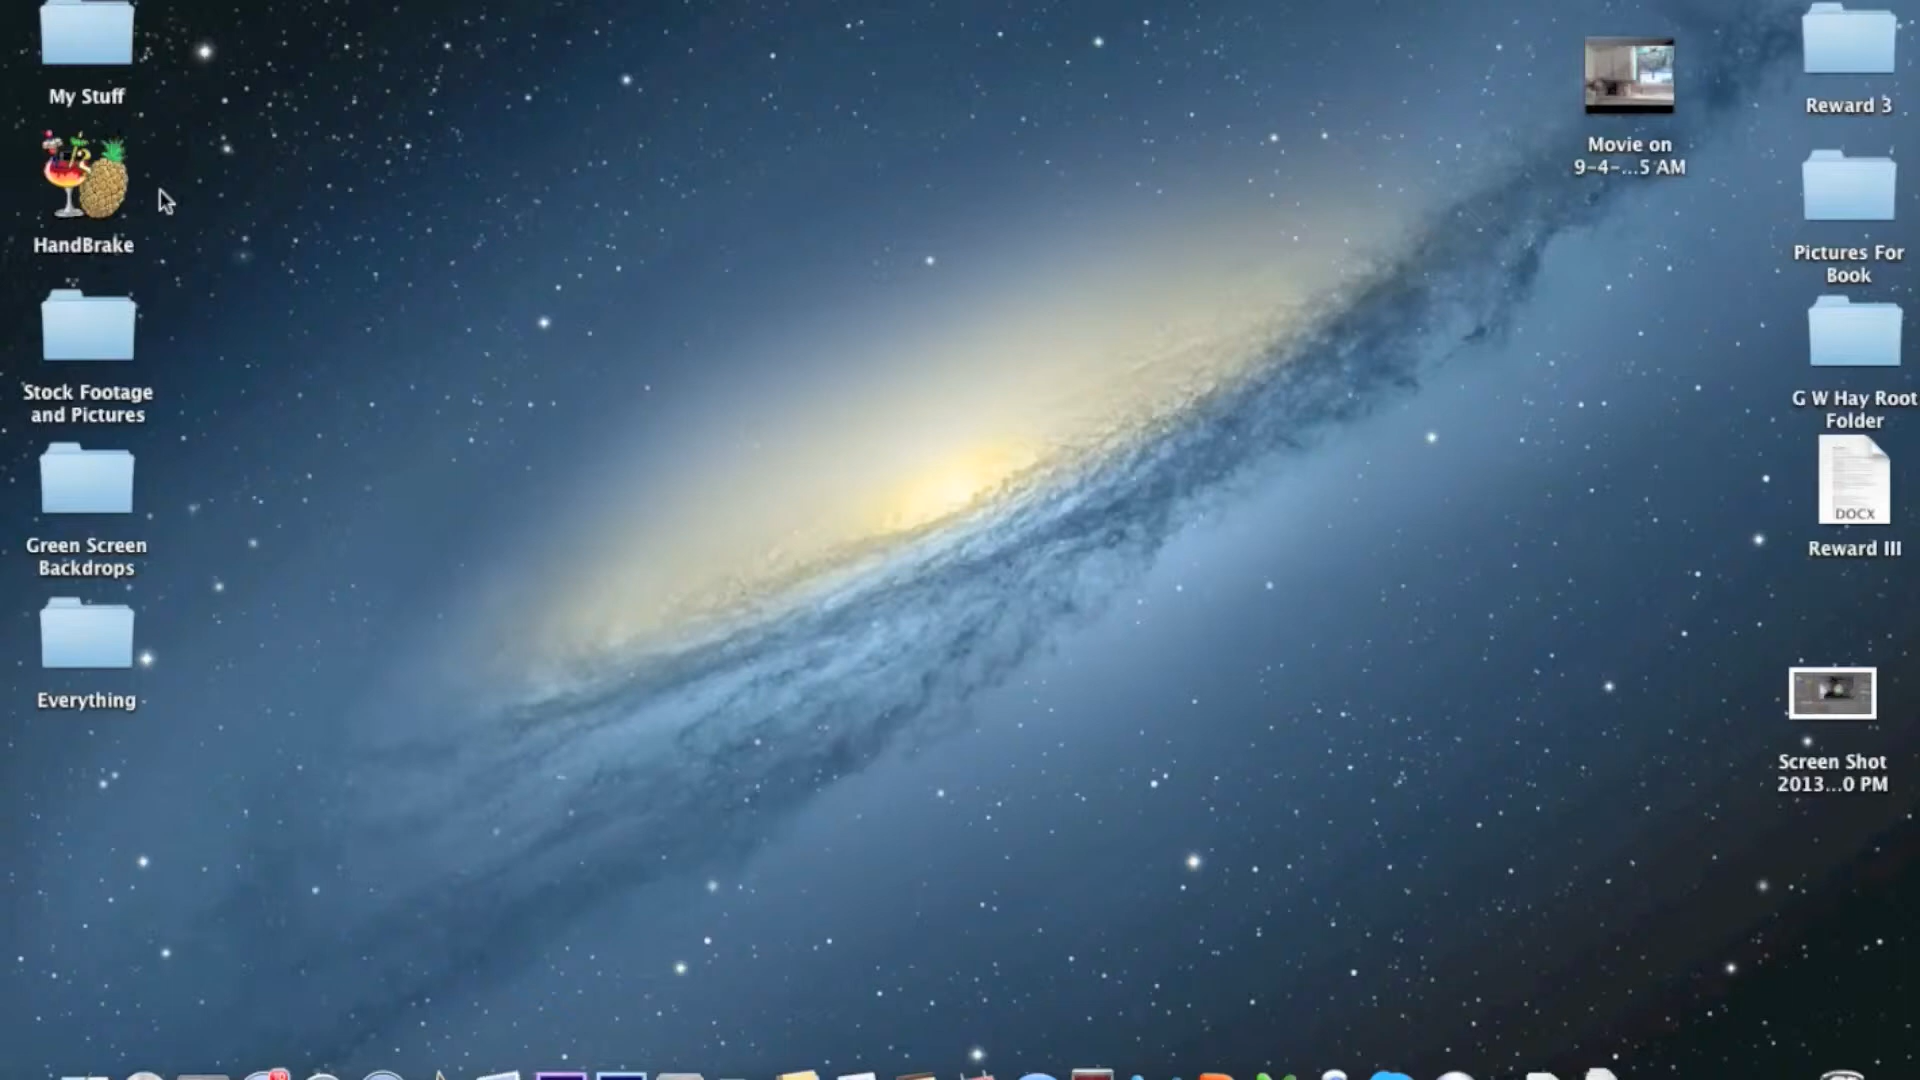 My Stuff
HandBrake
Stock Footage
and Pictures
Green Screen
Backdrops
Everything
Movie on
9-4-...5 AM
Reward 3
Pictures For
Book
G W Hay Root
Folder
DOCX
Reward III
Screen Shot
2013...0 PM